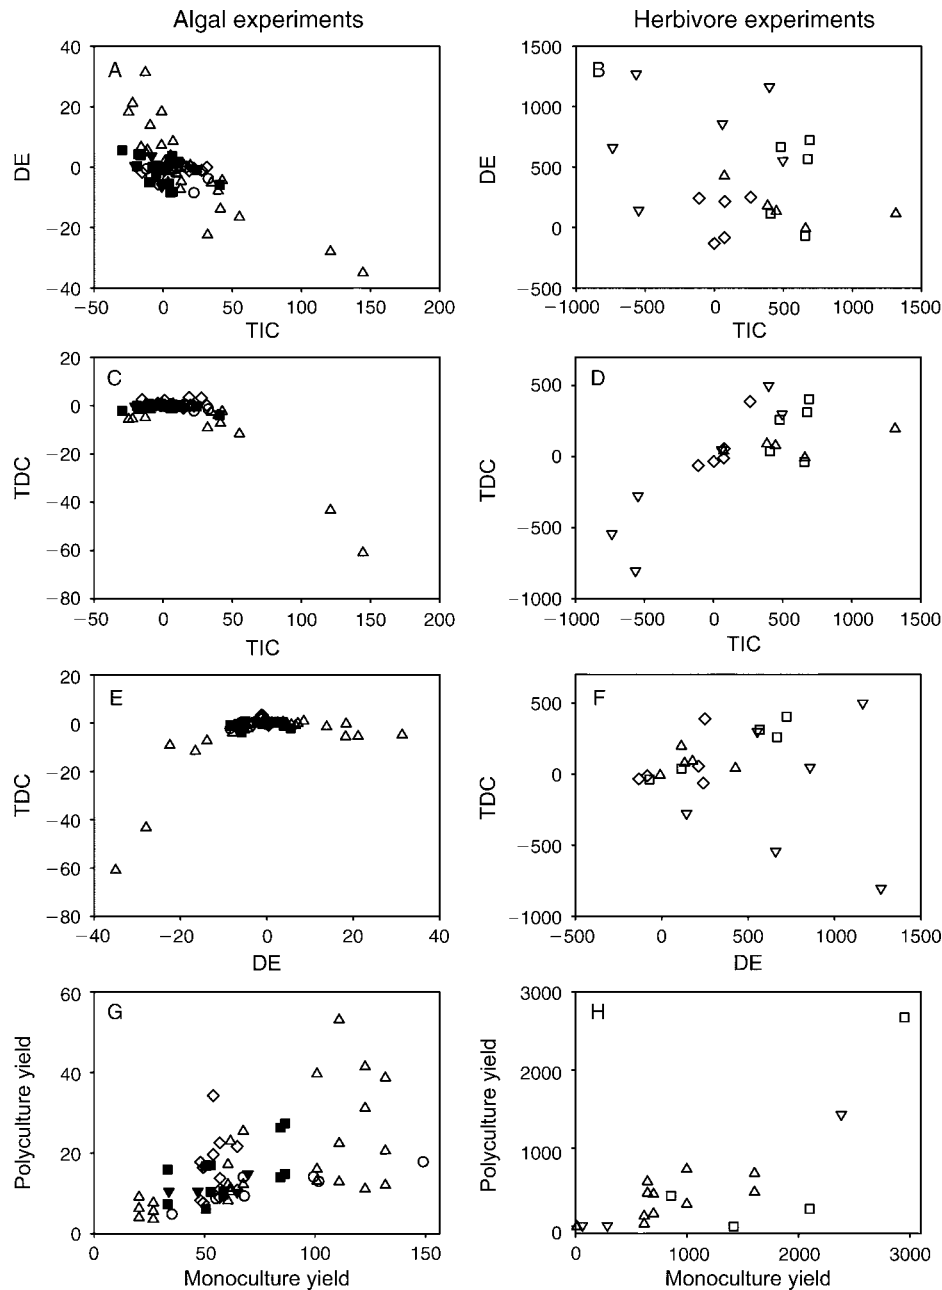 Algal experiments Herbivore experiments
A
40
20
0
−20
−40
DE
−50 0 50 100 150 200
TIC
B
1500
1000
500
0
−500
DE
−1000 −500 0 500 1000 1500
TIC
C
20
0
−20
−40
−60
−80
TDC
−50 0 50 100 150 200
TIC
D
500
0
−500
−1000
TDC
−1000 −500 0 500 1000 1500
TIC
E
20
0
−20
−40
−60
−80
TDC
−40 −20 0 20 40
DE
F
500
0
−500
−1000
TDC
−500 0 500 1000 1500
DE
G
60
40
20
0
Polyculture yield
0 50 100 150
Monoculture yield
H
3000
2000
1000
0
Polyculture yield
0 1000 2000 3000
Monoculture yield